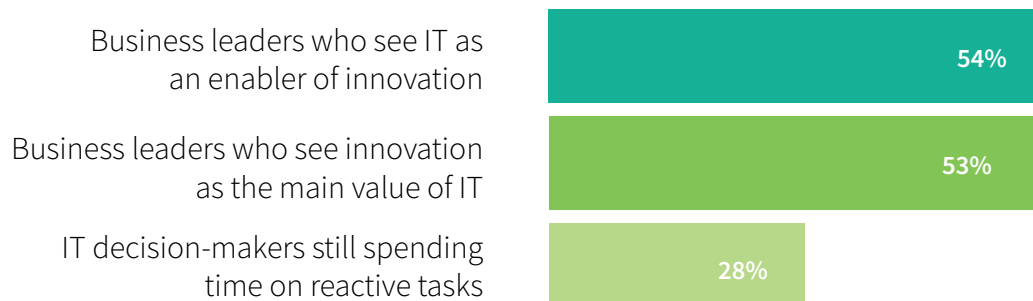 Business leaders who see IT as
an enabler of innovation
54%
Business leaders who see innovation
as the main value of IT
53%
IT decision-makers still spending
time on reactive tasks
28%